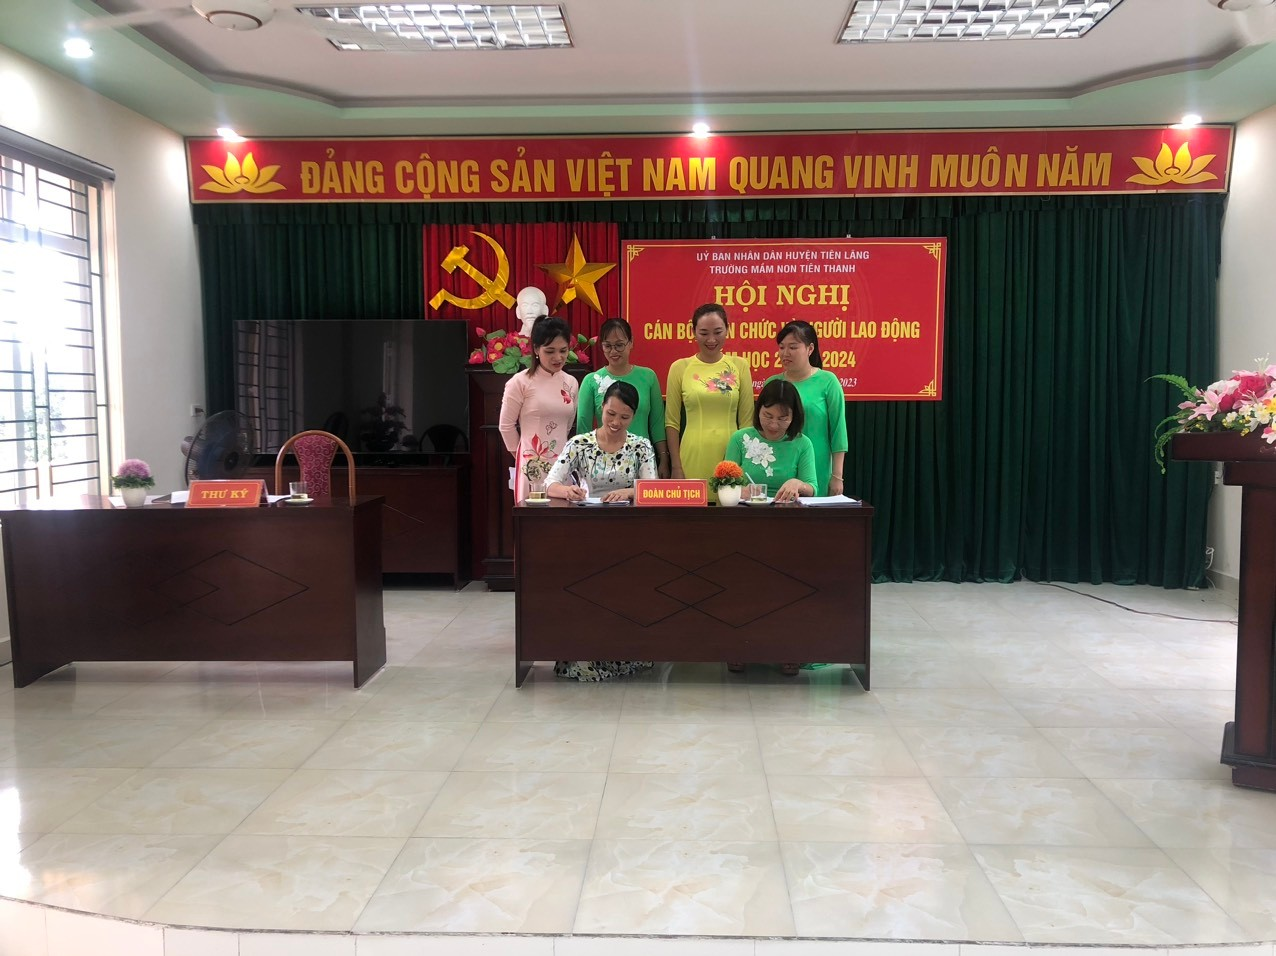 ĐẢNG CỘNG SẢN VIỆT NAM QUANG VINH MUÔN NĂM
UỶ BAN NHÂN DÂN HUYỆN TIÊN LÃNG
TRƯỜNG MẦM NON TIÊN THANH
HỘI NGHỊ
CÁN BỘ CHỨC NGƯỜI LAO ĐỘNG
HỌC 2024
2023
THƯ KÝ
ĐOÀN CHỦ TỊCH